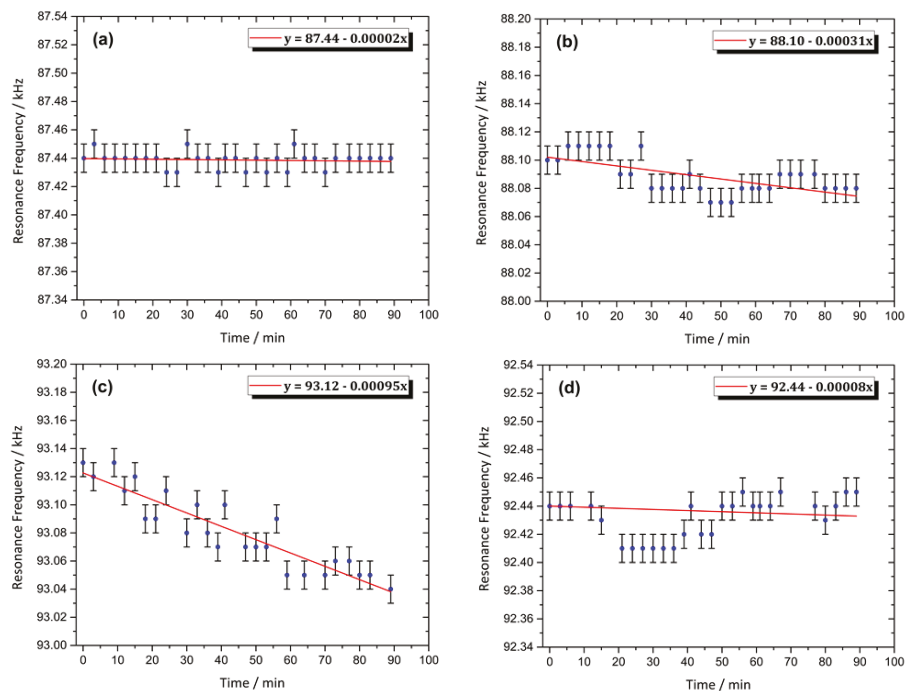 (a)
y = 87.44 - 0.00002x
87.54
87.52
87.50
87.48
87.46
87.44
87.42
87.40
87.38
87.36
87.34
Resonance Frequency / kHz
0 10 20 30 40 50 60 70 80 90 100
Time / min
(b)
y = 88.10 - 0.00031x
88.20
88.18
88.16
88.14
88.12
88.10
88.08
88.06
88.04
88.02
88.00
Resonance Frequency / kHz
0 10 20 30 40 50 60 70 80 90 100
Time / min
(c)
y = 93.12 - 0.00095x
93.20
93.18
93.16
93.14
93.12
93.10
93.08
93.06
93.04
93.02
93.00
Resonance Frequency / kHz
0 10 20 30 40 50 60 70 80 90 100
Time / min
(d)
y = 92.44 - 0.00008x
92.54
92.52
92.50
92.48
92.46
92.44
92.42
92.40
92.38
92.36
92.34
Resonance Frequency / kHz
0 10 20 30 40 50 60 70 80 90 100
Time / min